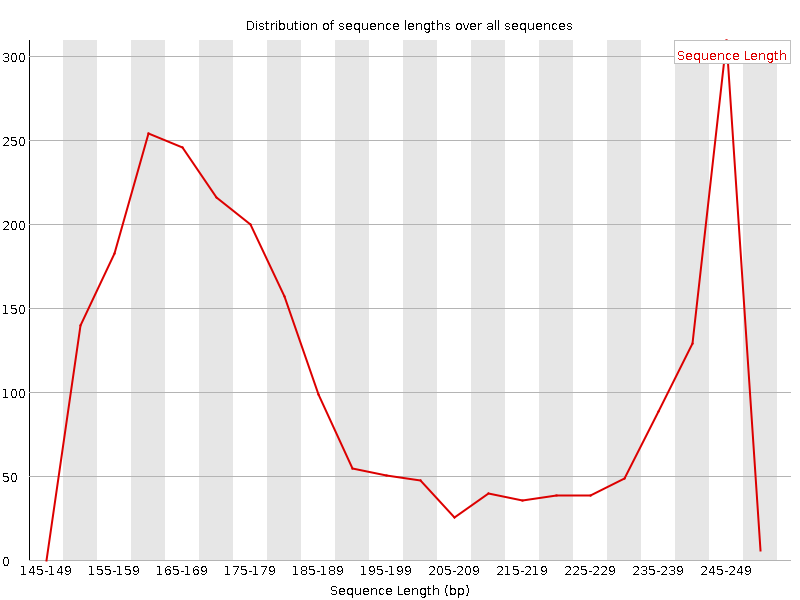 Distribution of sequence lengths over all sequences
Sequence Length
300
250
200
150
100
50
0
145-149 155-159 165-169 175-179 185-189 195-199 205-209 215-219 225-229 235-239 245-249
Sequence Length (bp)